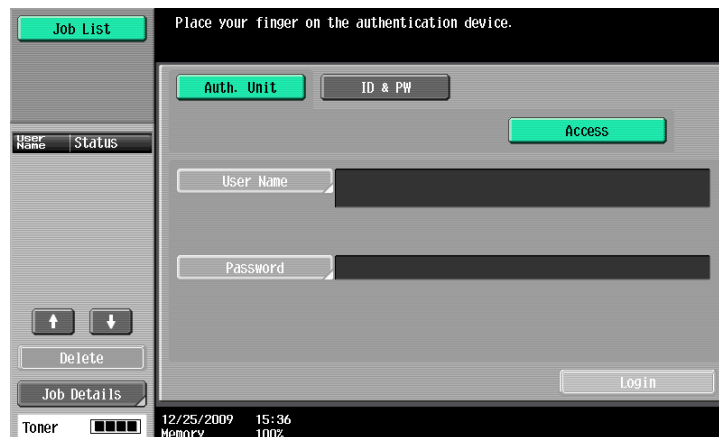 Job List
Place your finger on the authentication device.
Auth. Unit
ID & PW
Access
User Name
Status
User Name
Password
Delete
Login
Job Details
Toner
12/25/2009 15:36
Memory 100%